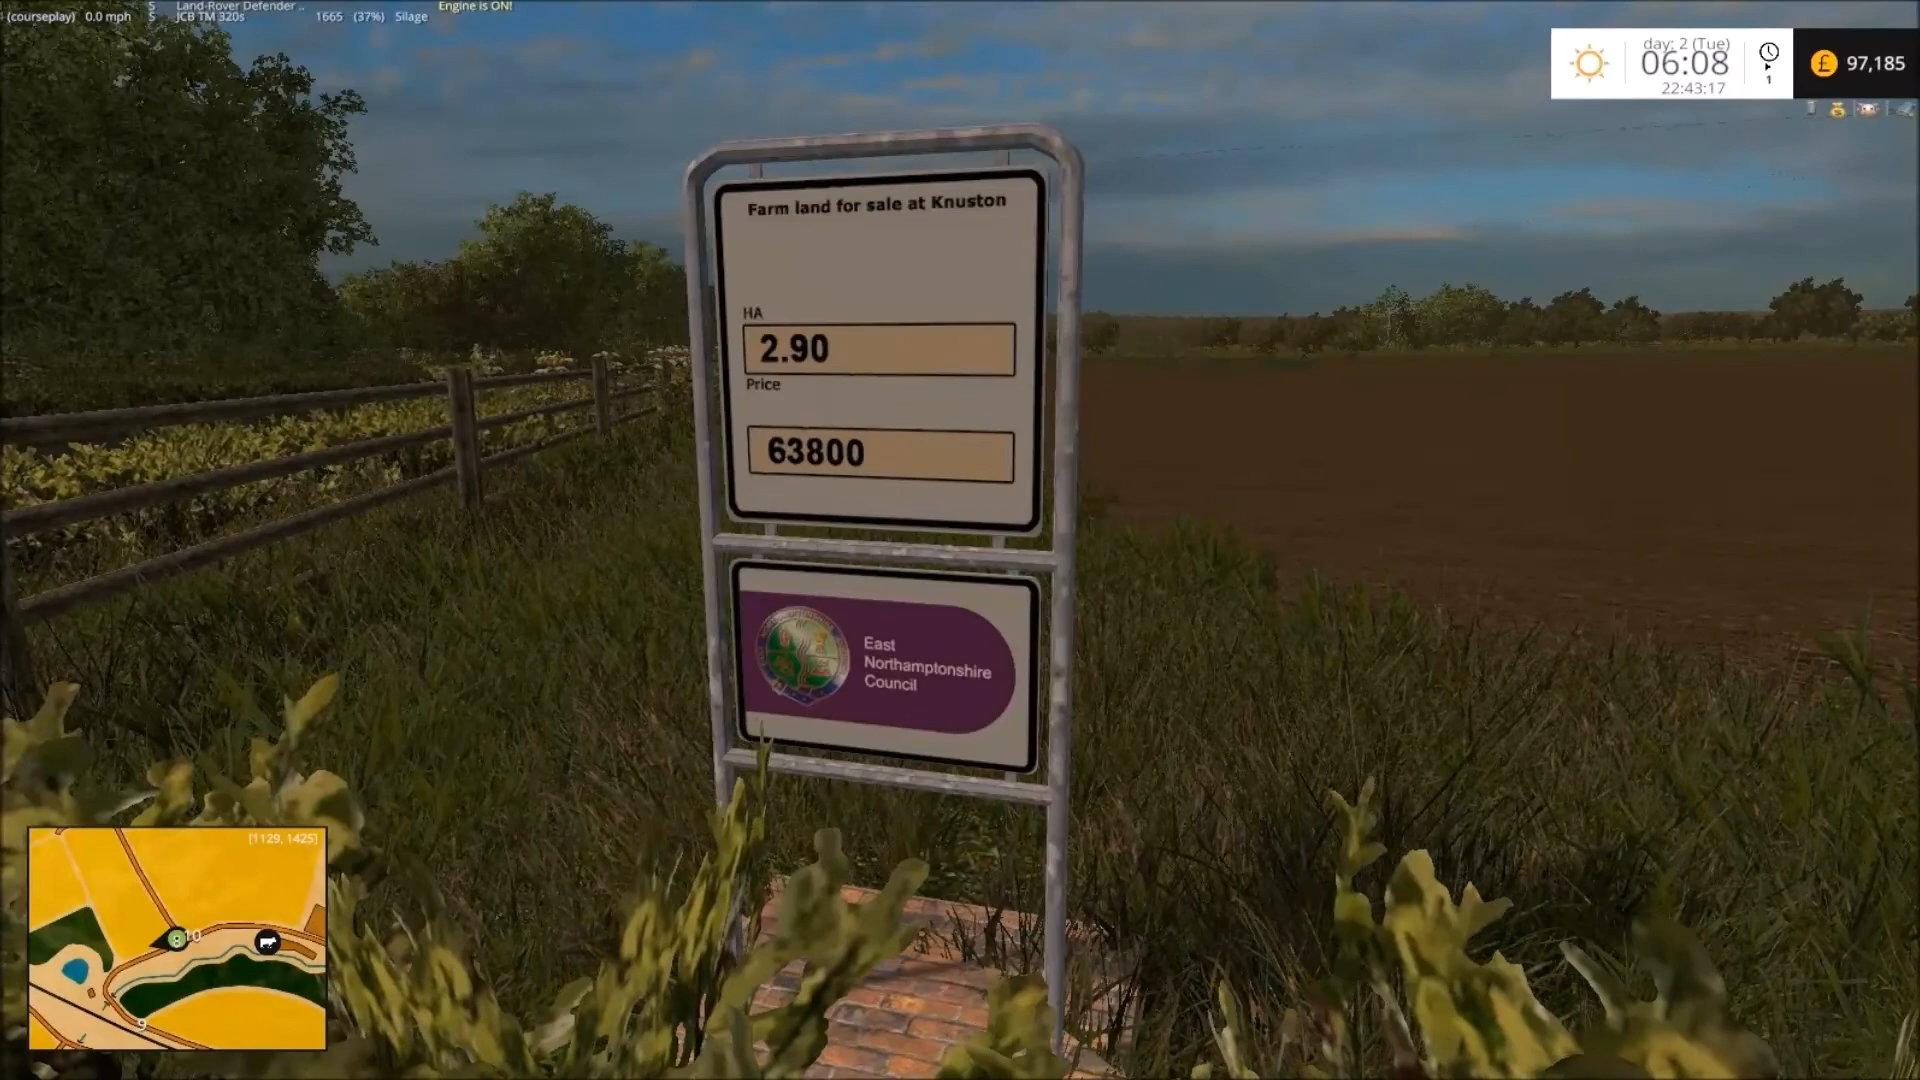 (courseplay) 0.0 mph
S Land-Rover Defender ..
S JCB TM 320s 1665 (37%) Silage
Engine is ON!
day: 2 (Tue)
06:08
22:43:17
1
£ 97,185
Farm land for sale at Knuston
HA
2.90
Price
63800
East
Northamptonshire
Council
[1129, 1425]
8 10
9